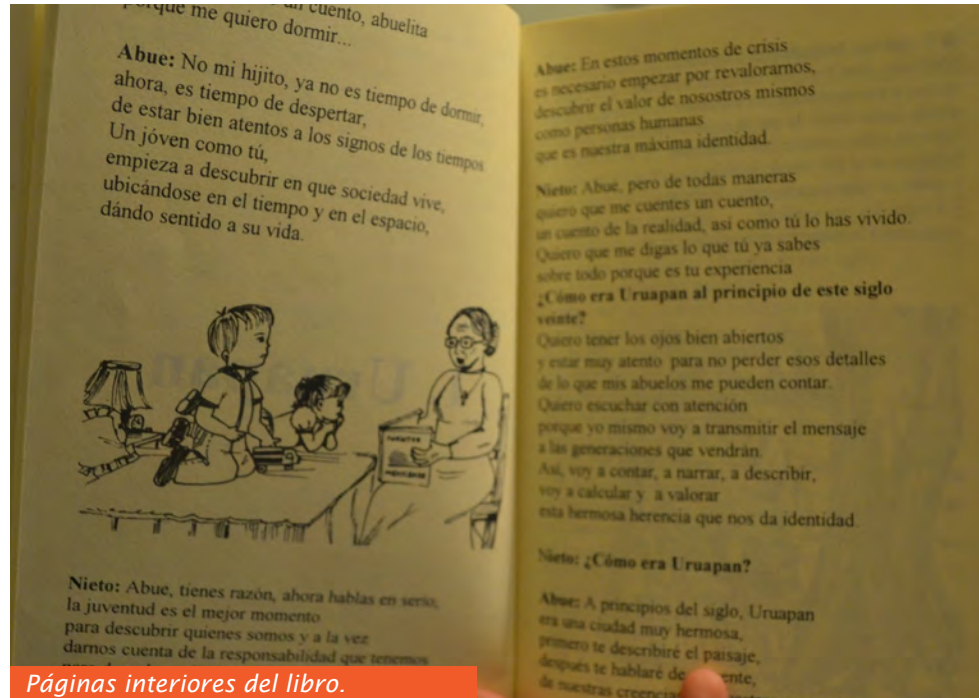 un cuento, abuelita
porque me quiero dormir...
Abue: No mi hijito, ya no es tiempo de dormir,
ahora, es tiempo de despertar,
de estar bien atentos a los signos de los tiempos
Un jóven como tú,
empieza a descubrir en que sociedad vive,
ubicándose en el tiempo y en el espacio,
dándo sentido a su vida.
Nieto: Abue, tienes razón, ahora hablas en serio,
la juventud es el mejor momento
para descubrir quienes somos y a la vez
darnos cuenta de la responsabilidad que tenemos
Abue: En estos momentos de crisis
es necesario empezar por revalorarnos,
descubrir el valor de nosostros mismos
como personas humanas
que es nuestra máxima identidad.
Nieto: Abue, pero de todas maneras
quiero que me cuentes un cuento,
un cuento de la realidad, así como tú lo has vivido.
Quiero que me digas lo que tú ya sabes
sobre todo porque es tu experiencia
¿Cómo era Uruapan al principio de este siglo
veinte?
Quiero tener los ojos bien abiertos
y estar muy atento para no perder esos detalles
de lo que mis abuelos me pueden contar.
Quiero escuchar con atención
porque yo mismo voy a transmitir el mensaje
a las generaciones que vendrán.
Así, voy a contar, a narrar, a describir,
voy a calcular y a valorar
esta hermosa herencia que nos da identidad.
Nieto: ¿Cómo era Uruapan?
Abue: A principios del siglo, Uruapan
era una ciudad muy hermosa,
primero te describiré el paisaje,
después te hablaré de
de nuestras creencias
Páginas interiores del libro.